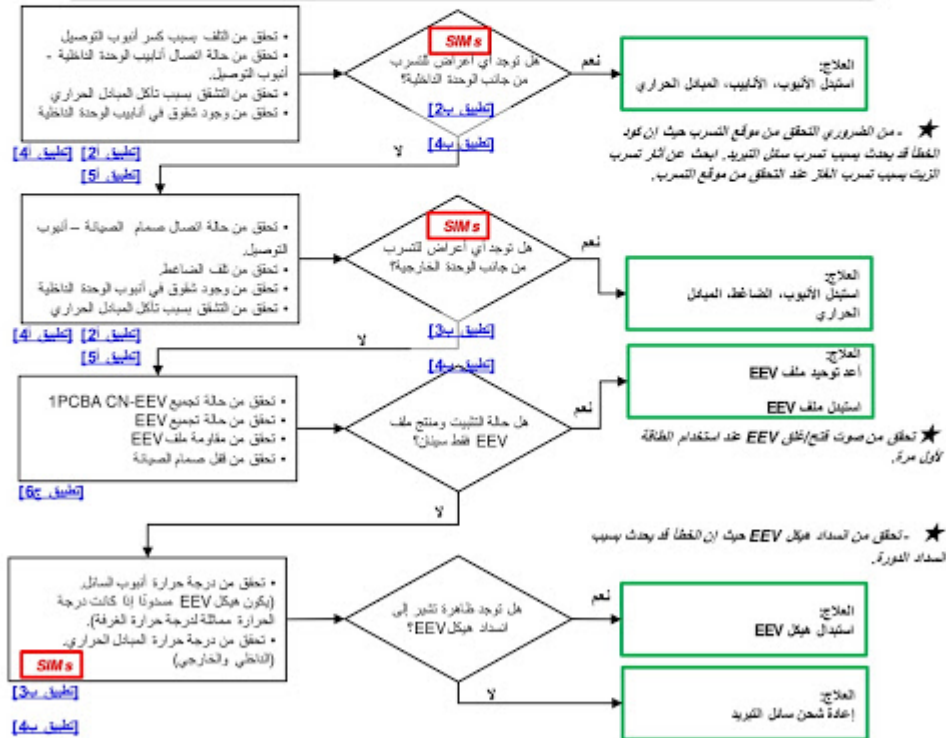 • تحقق من التلف بسبب كسر أنبوب التوصيل
• تحقق من حالة اتصال أنابيب الوحدة الداخلية -
أنبوب التوصيل.
• تحقق من التشقق بسبب تآكل المبادل الحراري
• تحقق من وجود شقوق في أنابيب الوحدة الداخلية
[تطبيق أ2] [تطبيق أ4]
[تطبيق أ5]
SIM s
هل توجد أي أعراض للتسرب
من جانب الوحدة الداخلية؟
[تطبيق ب2]
[تطبيق ب4]
نعم
لا
العلاج:
استبدل الأنبوب، الأنابيب، المبادل الحراري
★ - من الضروري التحقق من موقع التسرب حيث إن كود
الخطأ قد يحدث بسبب تسرب سائل التبريد. ابحث عن آثار تسرب
الزيت بسبب تسرب الغاز عند التحقق من موقع التسرب.
• تحقق من حالة اتصال صمام الصيانة – أنبوب
التوصيل.
• تحقق من تلف الضاغط.
• تحقق من وجود شقوق في أنبوب الوحدة الداخلية
• تحقق من التشقق بسبب تآكل المبادل الحراري
[تطبيق أ2] [تطبيق أ4]
[تطبيق أ5]
SIM s
هل توجد أي أعراض للتسرب
من جانب الوحدة الخارجية؟
[تطبيق ب3]
[تطبيق ب4]
نعم
لا
العلاج:
استبدل الأنبوب، الضاغط، المبادل
الحراري
• تحقق من حالة تجميع 1PCBA CN-EEV
• تحقق من حالة تجميع EEV
• تحقق من مقاومة ملف EEV
• تحقق من قفل صمام الصيانة
[تطبيق ج6]
هل حالة التثبيت ومنتج ملف
EEV فقط سيئان؟
نعم
لا
العلاج:
أعد توحيد ملف EEV
استبدل ملف EEV
★ تحقق من صوت فتح/غلق EEV عند استخدام الطاقة
لأول مرة.
★ - تحقق من انسداد هيكل EEV حيث إن الخطأ قد يحدث بسبب
انسداد الدورة.
• تحقق من درجة حرارة أنبوب السائل.
(يكون هيكل EEV مسدودًا إذا كانت درجة
الحرارة مماثلة لدرجة حرارة الغرفة).
• تحقق من درجة حرارة المبادل الحراري.
(الداخلي والخارجي)
SIM s
[تطبيق ب3]
[تطبيق ب4]
هل توجد ظاهرة تشير إلى
انسداد هيكل EEV؟
نعم
لا
العلاج:
استبدال هيكل EEV
العلاج:
إعادة شحن سائل التبريد